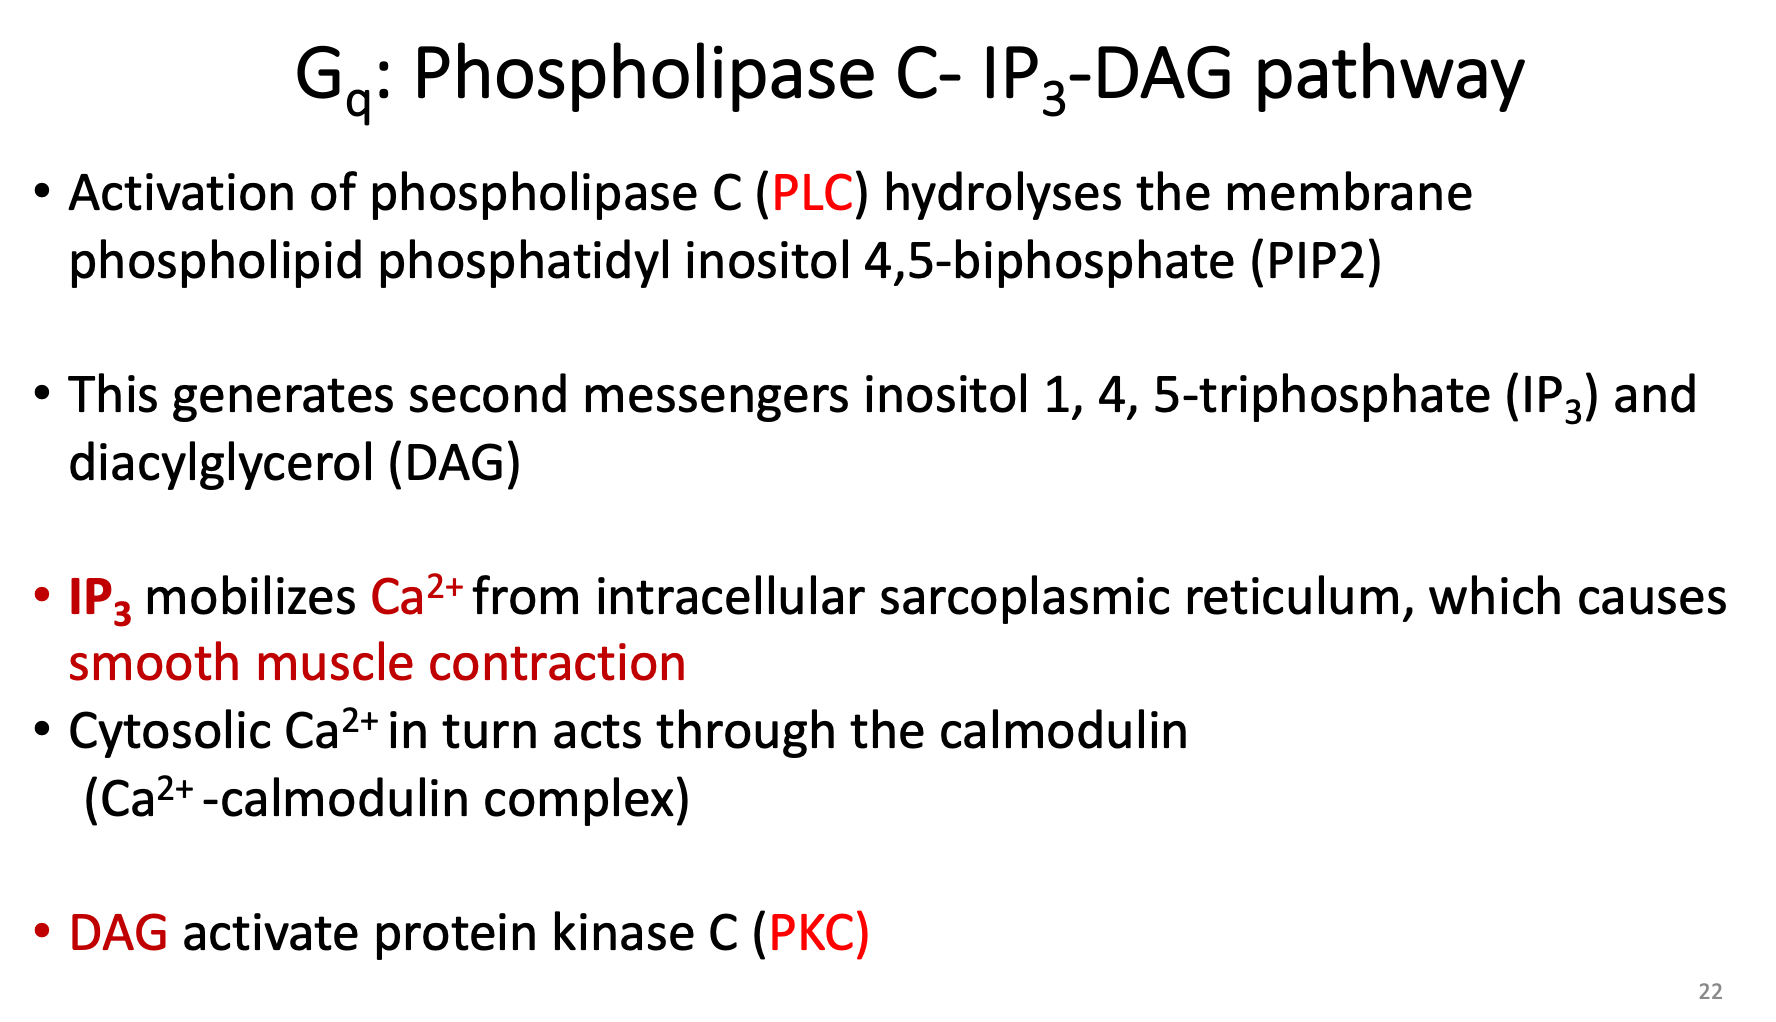 Gq: Phospholipase C- IP3-DAG pathway
• Activation of phospholipase C (PLC) hydrolyses the membrane
phospholipid phosphatidyl inositol 4,5-biphosphate (PIP2)
• This generates second messengers inositol 1, 4, 5-triphosphate (IP3) and
diacylglycerol (DAG)
• IP3 mobilizes Ca2+ from intracellular sarcoplasmic reticulum, which causes
smooth muscle contraction
• Cytosolic Ca2+ in turn acts through the calmodulin
(Ca2+ -calmodulin complex)
• DAG activate protein kinase C (PKC)
22